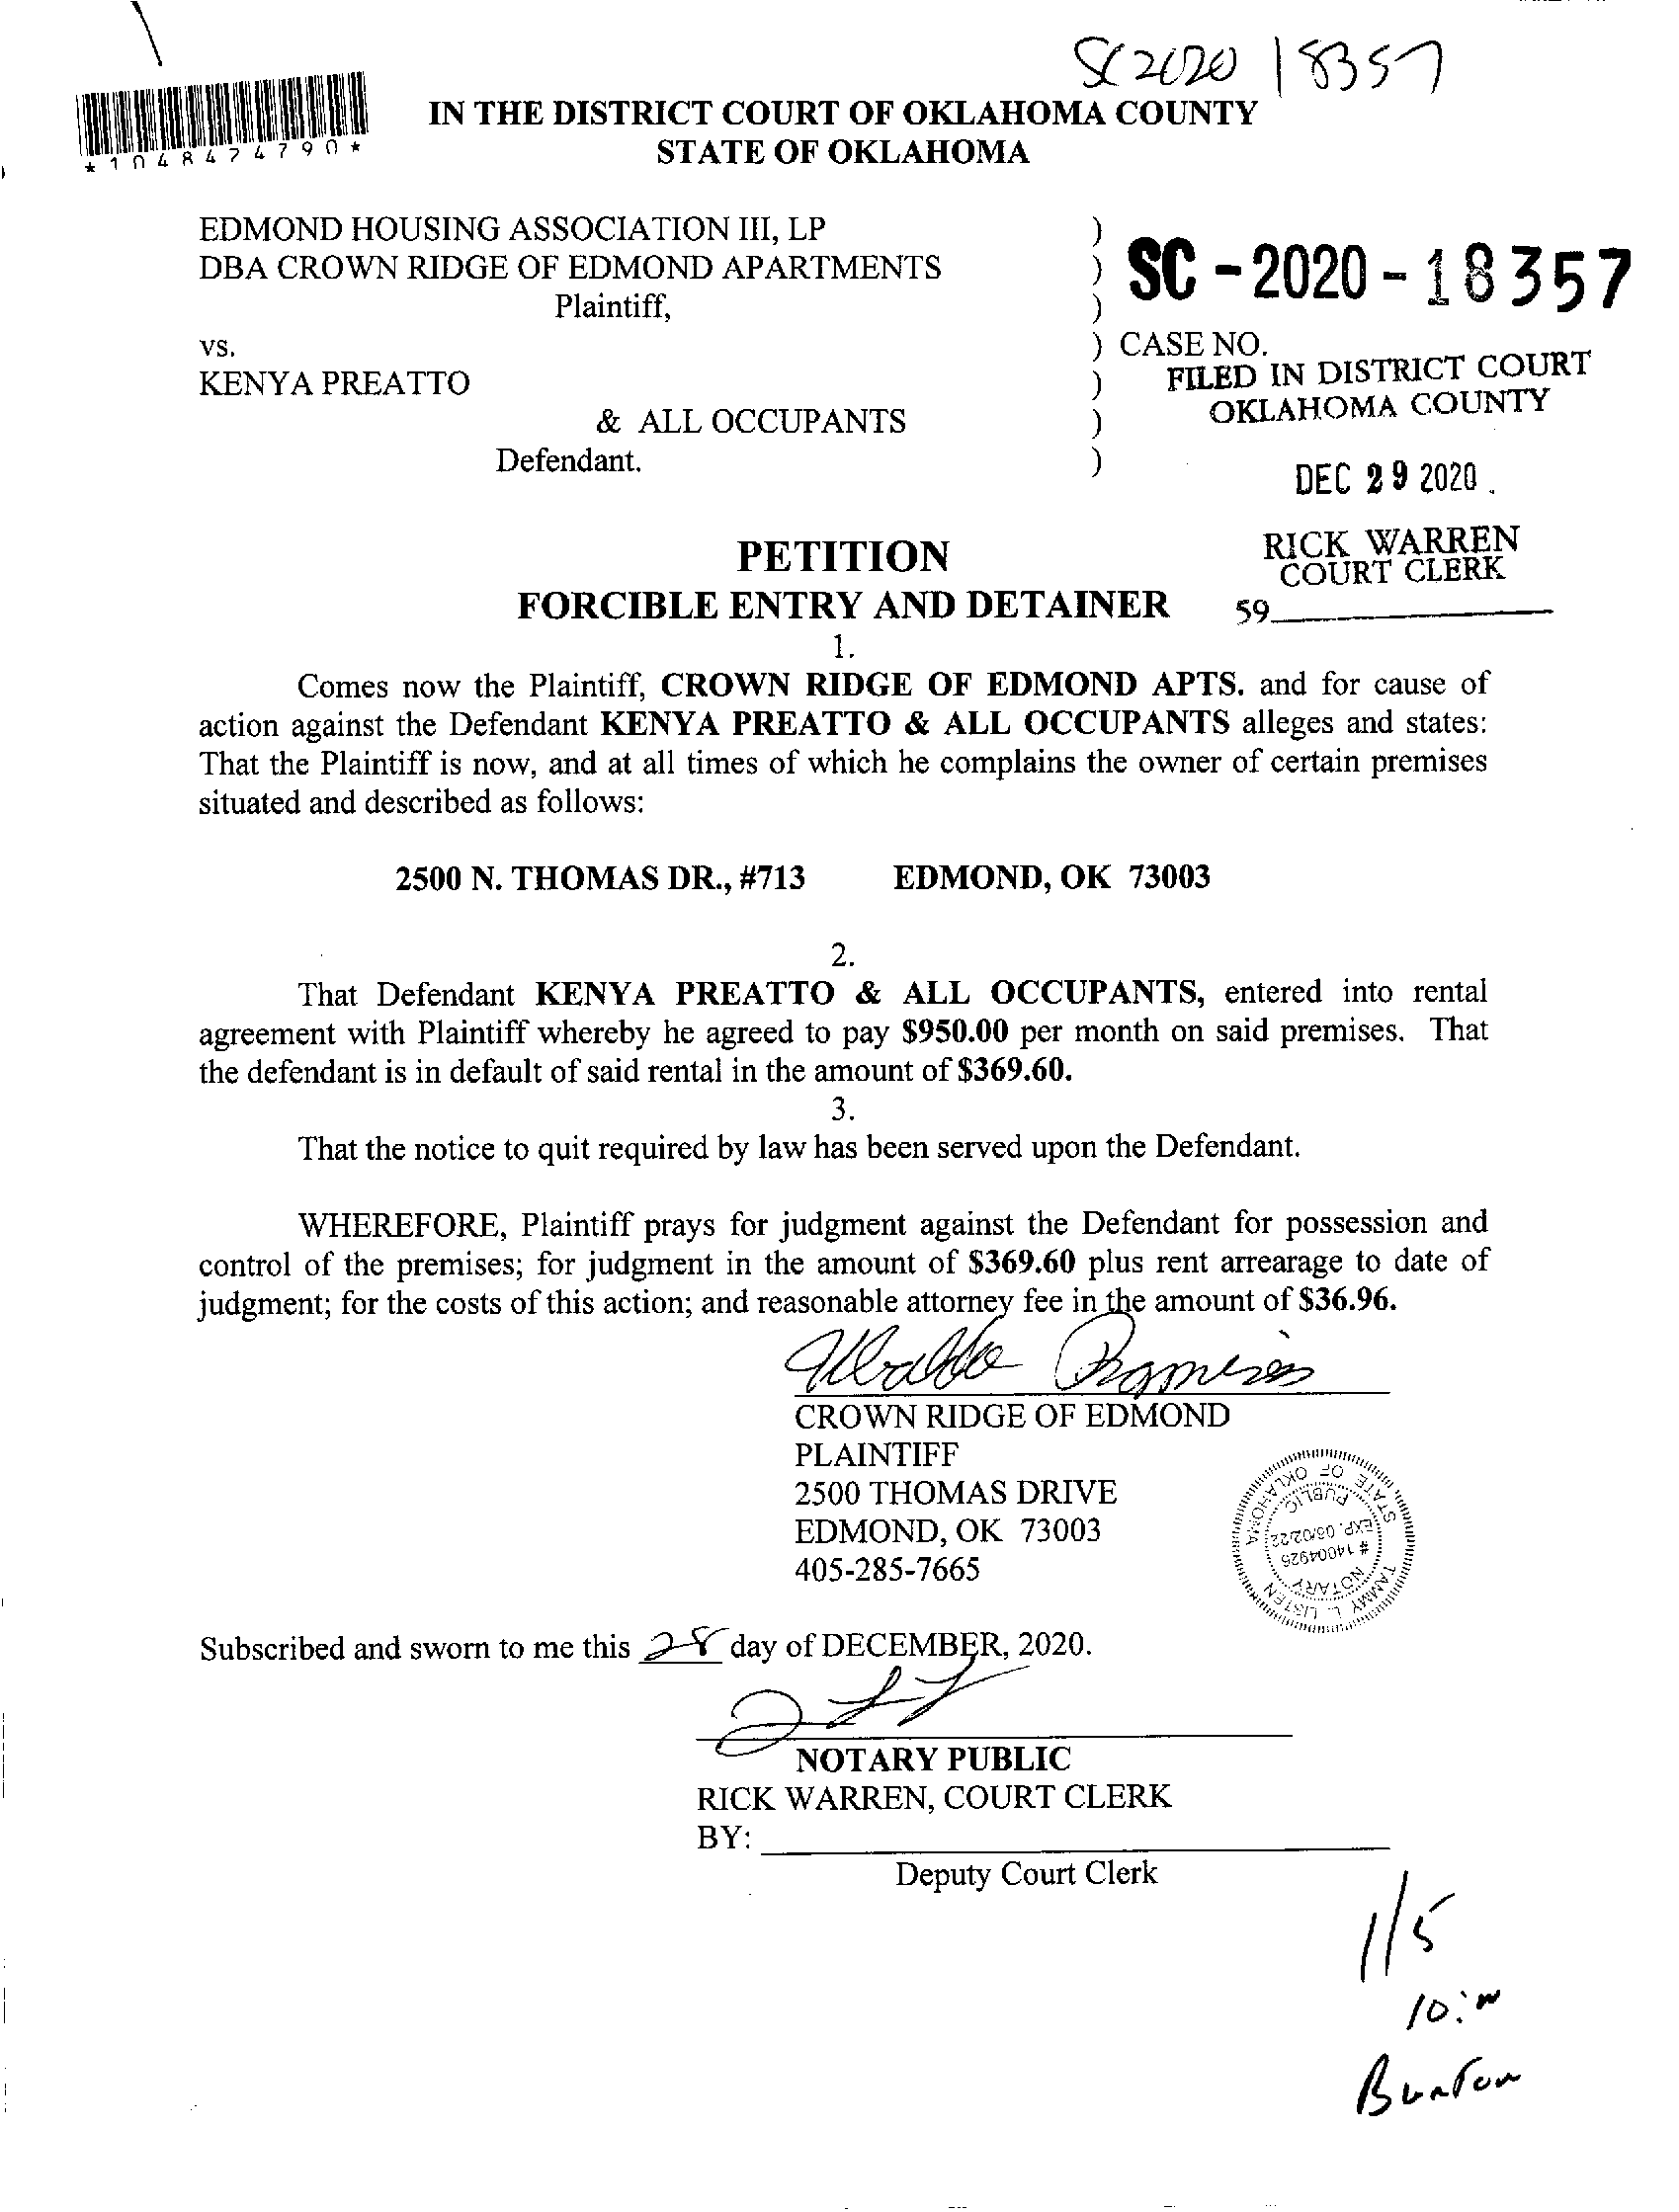 SC2020 18357
*1048474790*
IN THE DISTRICT COURT OF OKLAHOMA COUNTY
STATE OF OKLAHOMA
EDMOND HOUSING ASSOCIATION III, LP )
DBA CROWN RIDGE OF EDMOND APARTMENTS ) SC-2020-18357
Plaintiff, )
vs. ) CASE NO.
KENYA PREATTO ) FILED IN DISTRICT COURT
& ALL OCCUPANTS ) OKLAHOMA COUNTY
Defendant. )
DEC 29 2020
PETITION
RICK WARREN
COURT CLERK
FORCIBLE ENTRY AND DETAINER 59
1.
Comes now the Plaintiff, CROWN RIDGE OF EDMOND APTS. and for cause of
action against the Defendant KENYA PREATTO & ALL OCCUPANTS alleges and states:
That the Plaintiff is now, and at all times of which he complains the owner of certain premises
situated and described as follows:
2500 N. THOMAS DR., #713 EDMOND, OK 73003
2.
That Defendant KENYA PREATTO & ALL OCCUPANTS, entered into rental
agreement with Plaintiff whereby he agreed to pay $950.00 per month on said premises. That
the defendant is in default of said rental in the amount of $369.60.
3.
That the notice to quit required by law has been served upon the Defendant.
WHEREFORE, Plaintiff prays for judgment against the Defendant for possession and
control of the premises; for judgment in the amount of $369.60 plus rent arrearage to date of
judgment; for the costs of this action; and reasonable attorney fee in the amount of $36.96.
CROWN RIDGE OF EDMOND
PLAINTIFF
2500 THOMAS DRIVE
EDMOND, OK 73003
405-285-7665
TAMMY L. LISTEN
NOTARY
# 14004925
EXP. 05/02/22
PUBLIC
STATE OF OKLAHOMA
Subscribed and sworn to me this 28 day of DECEMBER, 2020.
NOTARY PUBLIC
RICK WARREN, COURT CLERK
BY:
Deputy Court Clerk
1/5
Burton